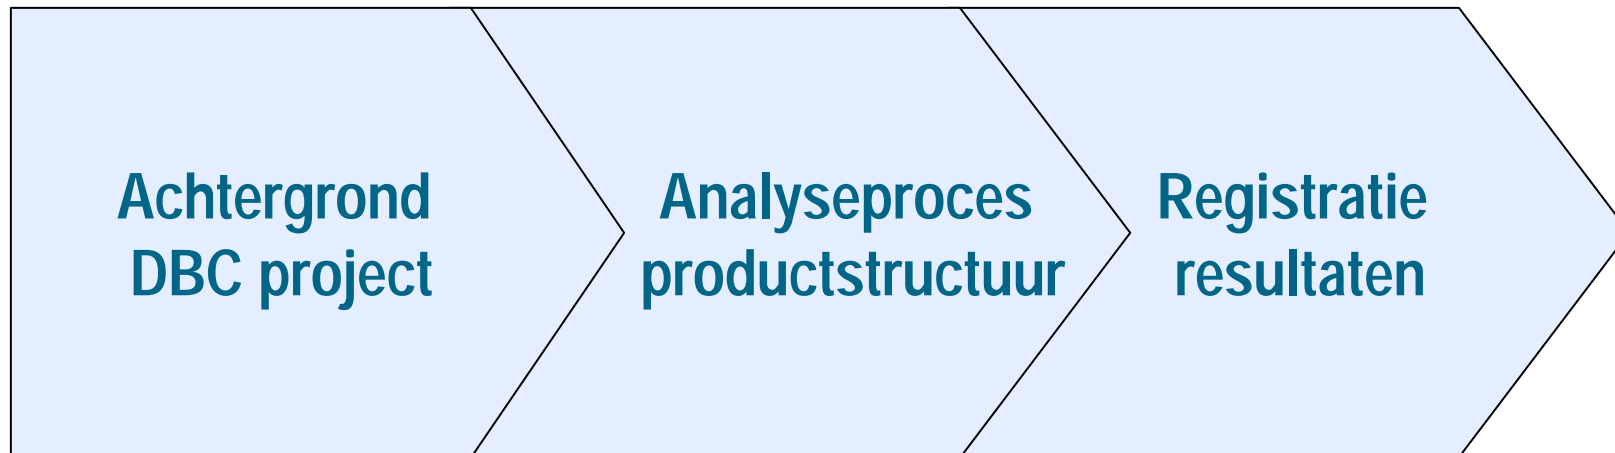 Achtergrond
DBC project
Analyseproces
productstructuur
Registratie
resultaten